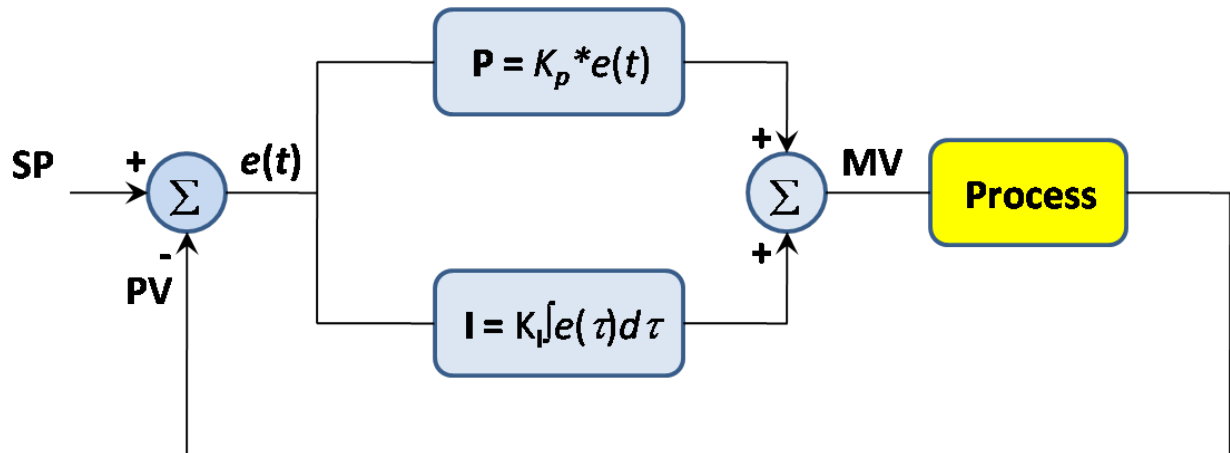 P = Kp*e(t)
SP
+
Σ
e(t)
+
Σ
MV
Process
-
PV
+
I = KI∫e(τ)dτ